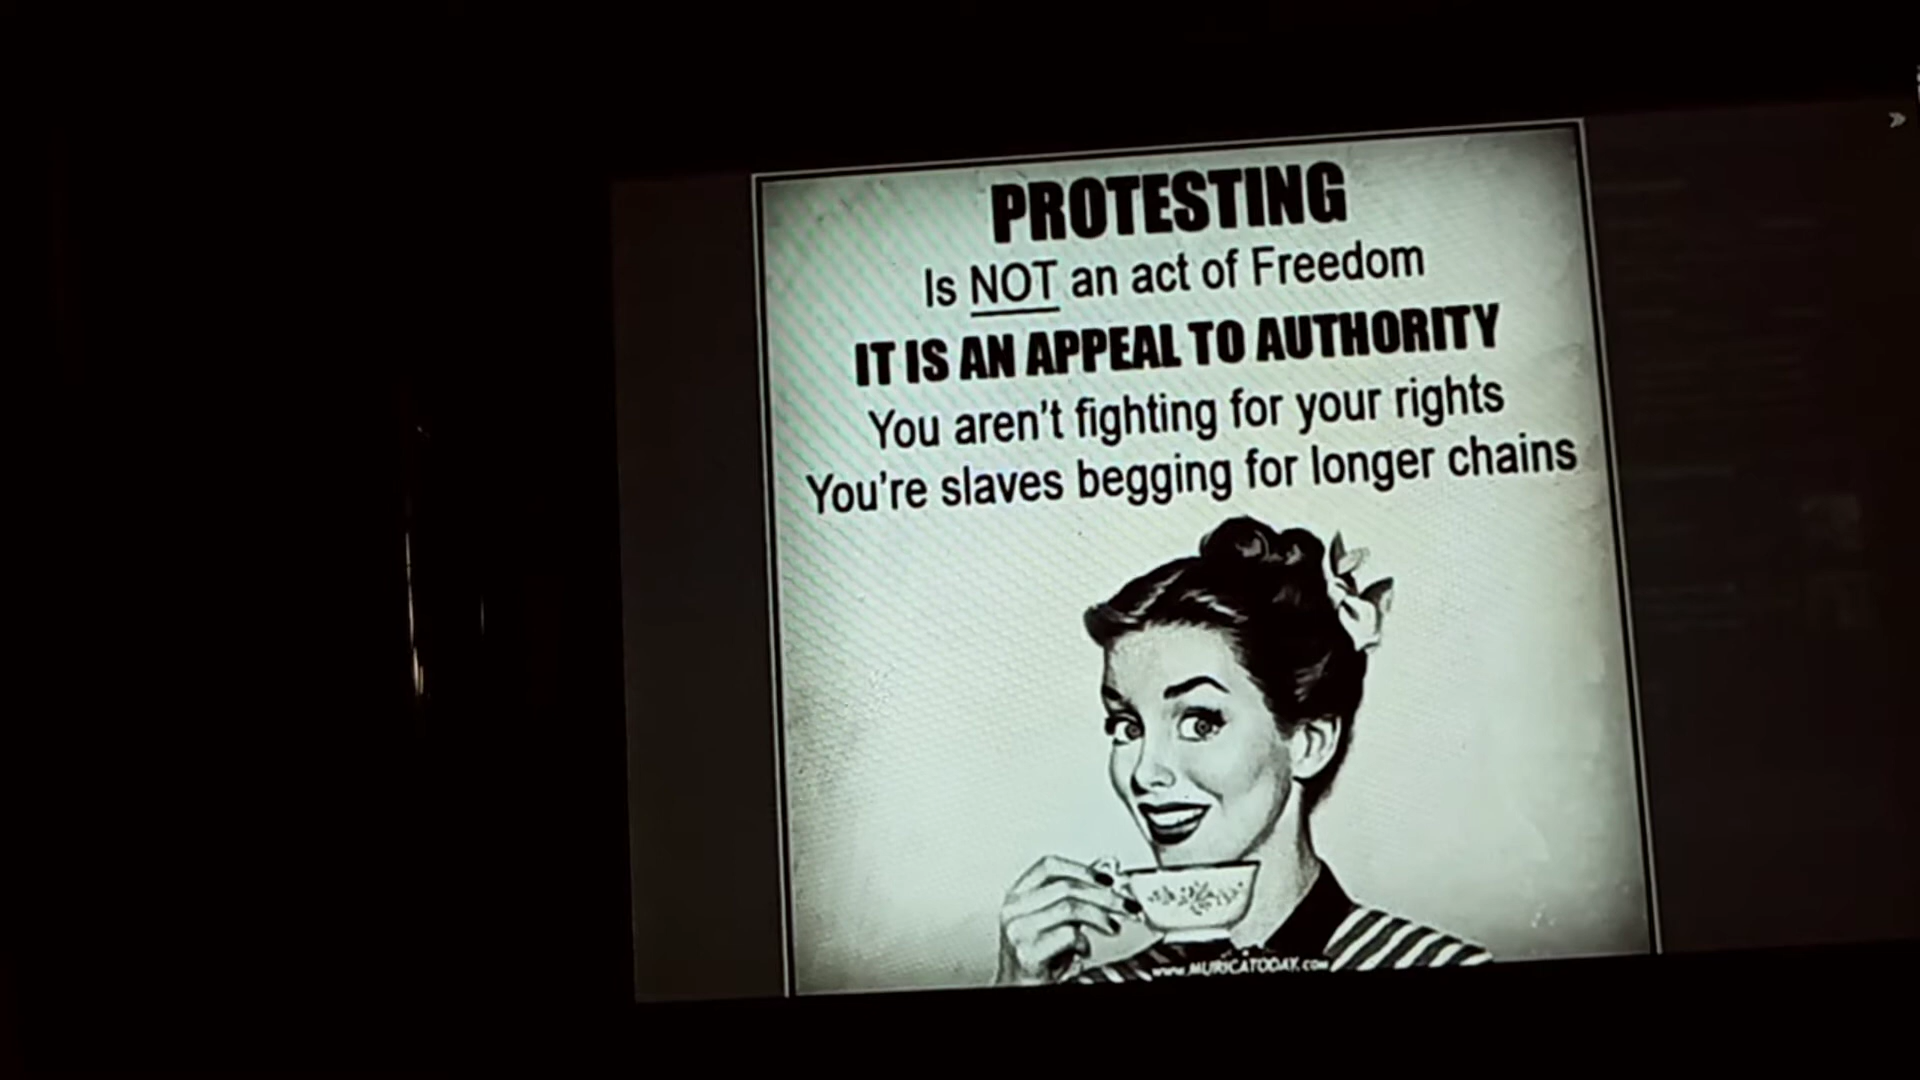 PROTESTING
Is NOT an act of Freedom
IT IS AN APPEAL TO AUTHORITY
You aren't fighting for your rights
You're slaves begging for longer chains
www.MURICATODAY.COM